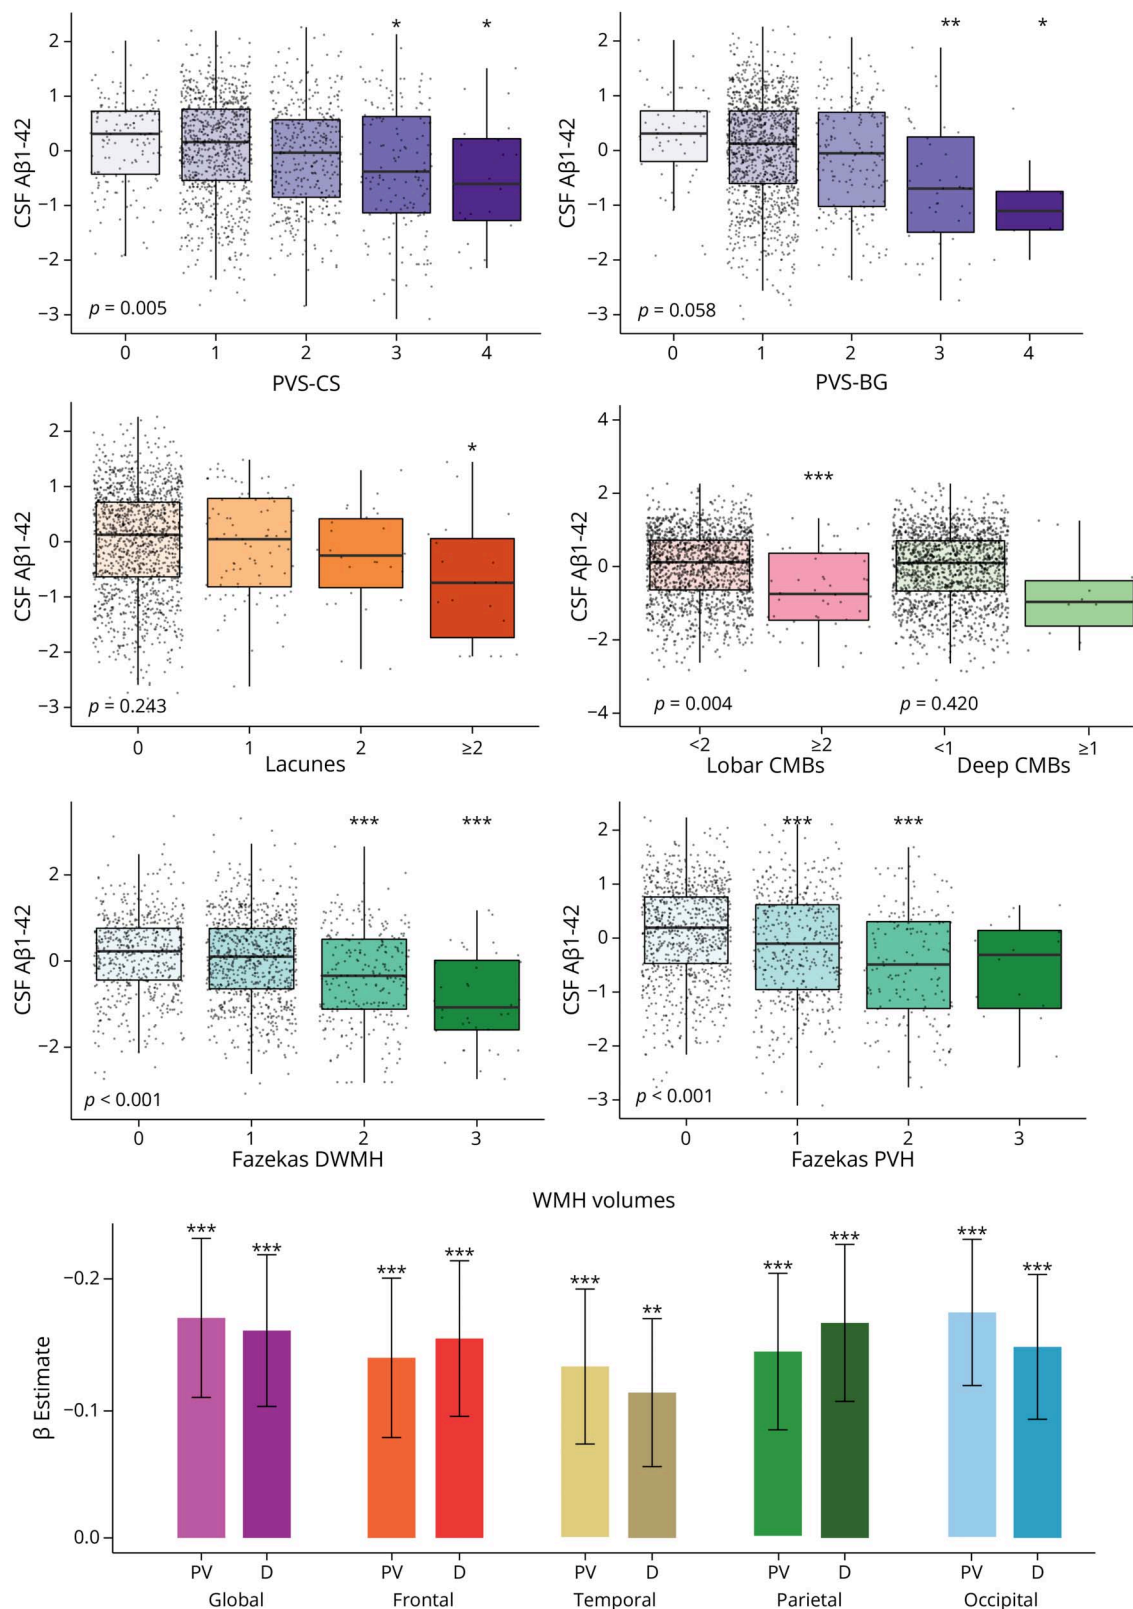 * * ** *
2 2
1 1
0 0
−1 −1
−2 −2
−3 −3
CSF Aβ1-42 CSF Aβ1-42
p = 0.005 p = 0.058
0 1 2 3 4 0 1 2 3 4
PVS-CS PVS-BG
* ***
2 4
1 2
0 0
−1 −2
−2 −4
−3
CSF Aβ1-42 CSF Aβ1-42
p = 0.243 p = 0.004 p = 0.420
0 1 2 ≥2 <2 ≥2 <1 ≥1
Lacunes Lobar CMBs Deep CMBs
*** *** *** ***
2 2
0 1
−2 0
−1
−2
−3
CSF Aβ1-42 CSF Aβ1-42
p < 0.001 p < 0.001
0 1 2 3 0 1 2 3
Fazekas DWMH Fazekas PVH
WMH volumes
*** *** *** *** *** ** *** *** *** ***
−0.2
−0.1
0.0
β Estimate
PV D PV D PV D PV D PV D
Global Frontal Temporal Parietal Occipital